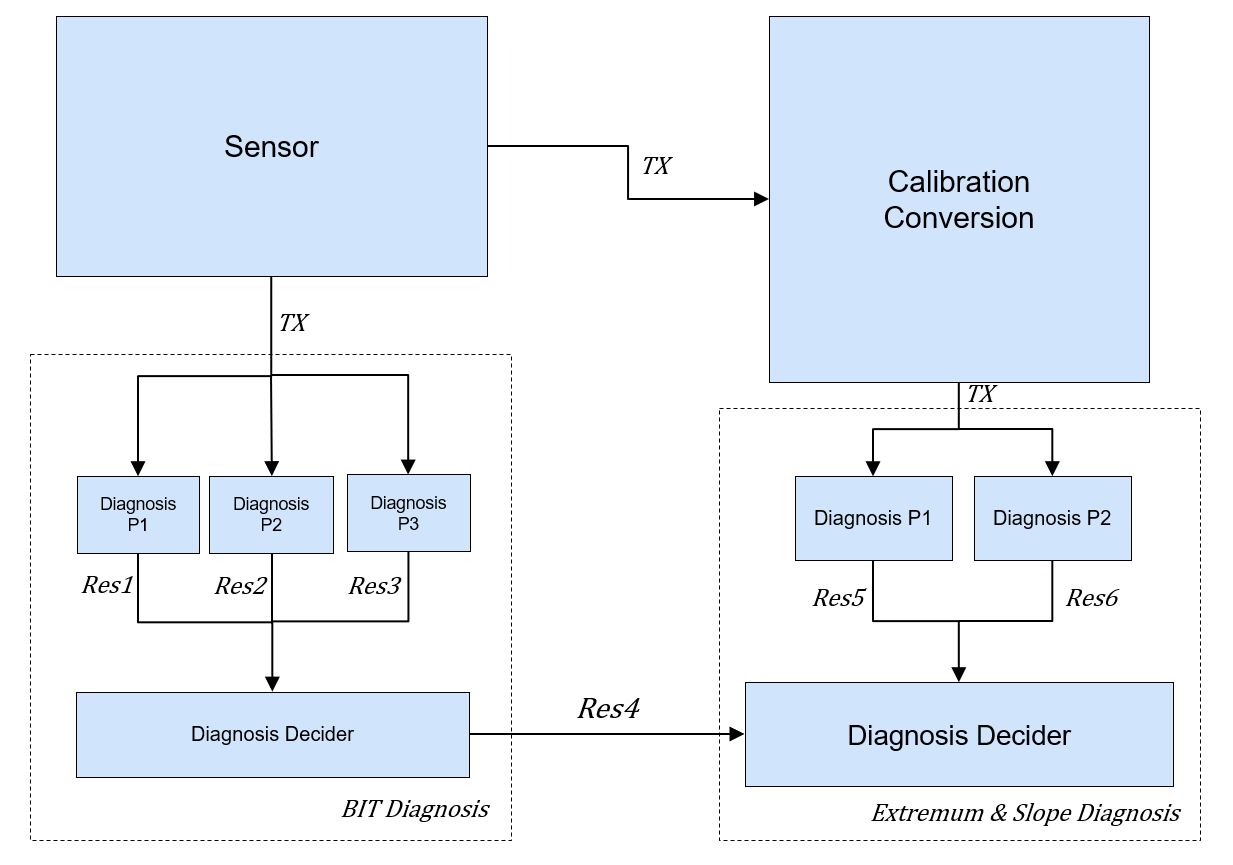 Sensor
TX
Calibration
Conversion
TX
TX
Diagnosis
P1
Diagnosis
P2
Diagnosis
P3
Diagnosis P1
Diagnosis P2
Res1
Res2
Res3
Res5
Res6
Diagnosis Decider
Res4
Diagnosis Decider
BIT Diagnosis
Extremum & Slope Diagnosis